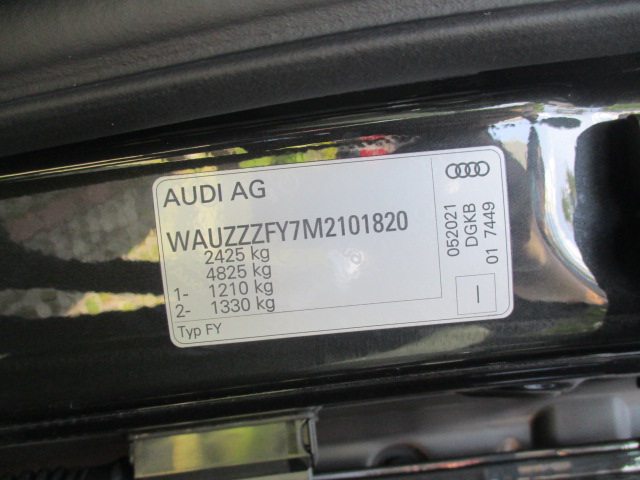 AUDI AG
WAUZZZFY7M2101820
2425 kg
4825 kg
1- 1210 kg
2- 1330 kg
Typ FY
052021
DGKB
01 7449
I